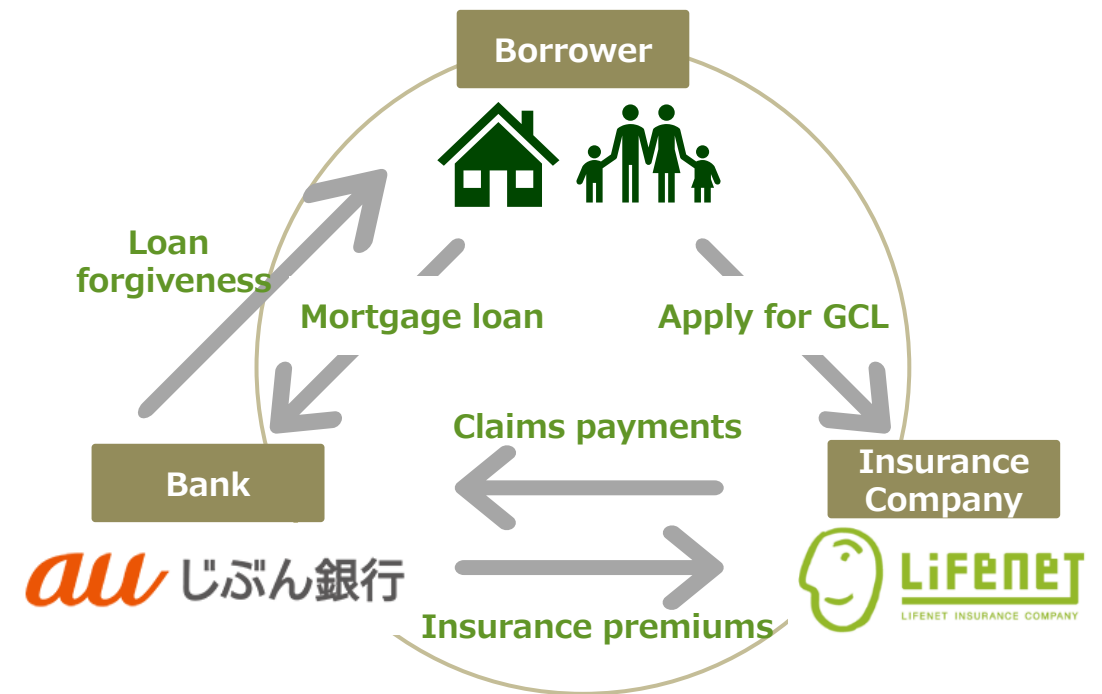 Borrower
Loan
forgiveness
Mortgage loan
Apply for GCL
Claims payments
Bank
Insurance
Company
au じぶん銀行
LIFENET
LIFENET INSURANCE COMPANY
Insurance premiums